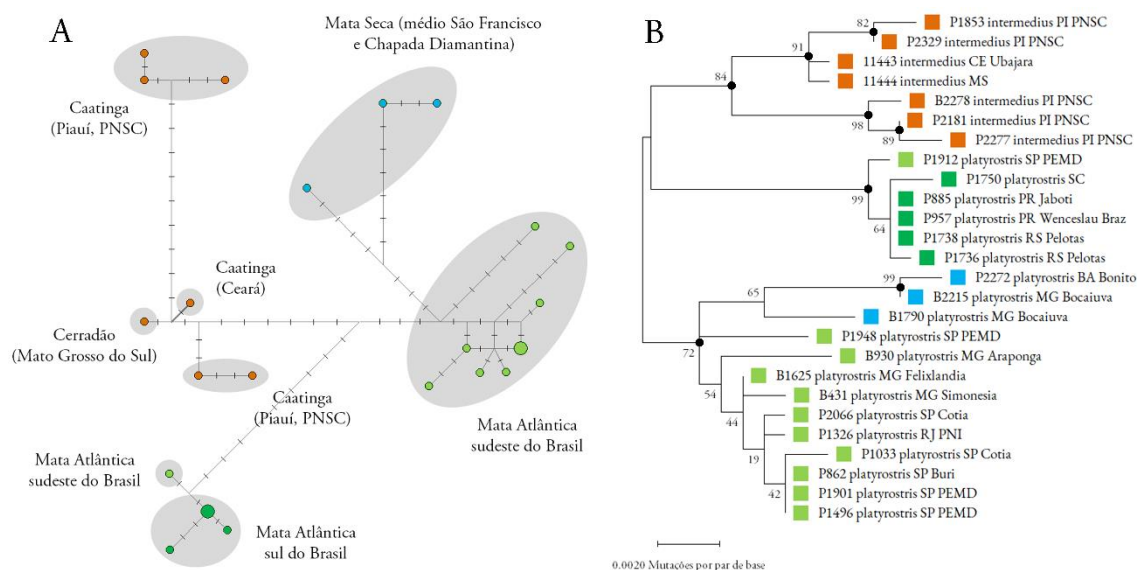 A
Mata Seca (médio São Francisco
e Chapada Diamantina)
Caatinga
(Piauí, PNSC)
Caatinga
(Ceará)
Cerradão
(Mato Grosso do Sul)
Caatinga
(Piauí, PNSC)
Mata Atlântica
sudeste do Brasil
Mata Atlântica
sudeste do Brasil
Mata Atlântica
sul do Brasil
B
82
P1853 intermedius PI PNSC
P2329 intermedius PI PNSC
91
11443 intermedius CE Ubajara
84
11444 intermedius MS
B2278 intermedius PI PNSC
98
P2181 intermedius PI PNSC
89
P2277 intermedius PI PNSC
P1912 platyrostris SP PEMD
99
P1750 platyrostris SC
P885 platyrostris PR Jaboti
64
P957 platyrostris PR Wenceslau Braz
P1738 platyrostris RS Pelotas
P1736 platyrostris RS Pelotas
99
P2272 platyrostris BA Bonito
65
B2215 platyrostris MG Bocaiuva
B1790 platyrostris MG Bocaiuva
P1948 platyrostris SP PEMD
72
B930 platyrostris MG Araponga
B1625 platyrostris MG Felixlandia
54
B431 platyrostris MG Simonesia
P2066 platyrostris SP Cotia
44
P1326 platyrostris RJ PNI
P1033 platyrostris SP Cotia
19
P862 platyrostris SP Buri
42
P1901 platyrostris SP PEMD
P1496 platyrostris SP PEMD
0.0020 Mutações por par de base